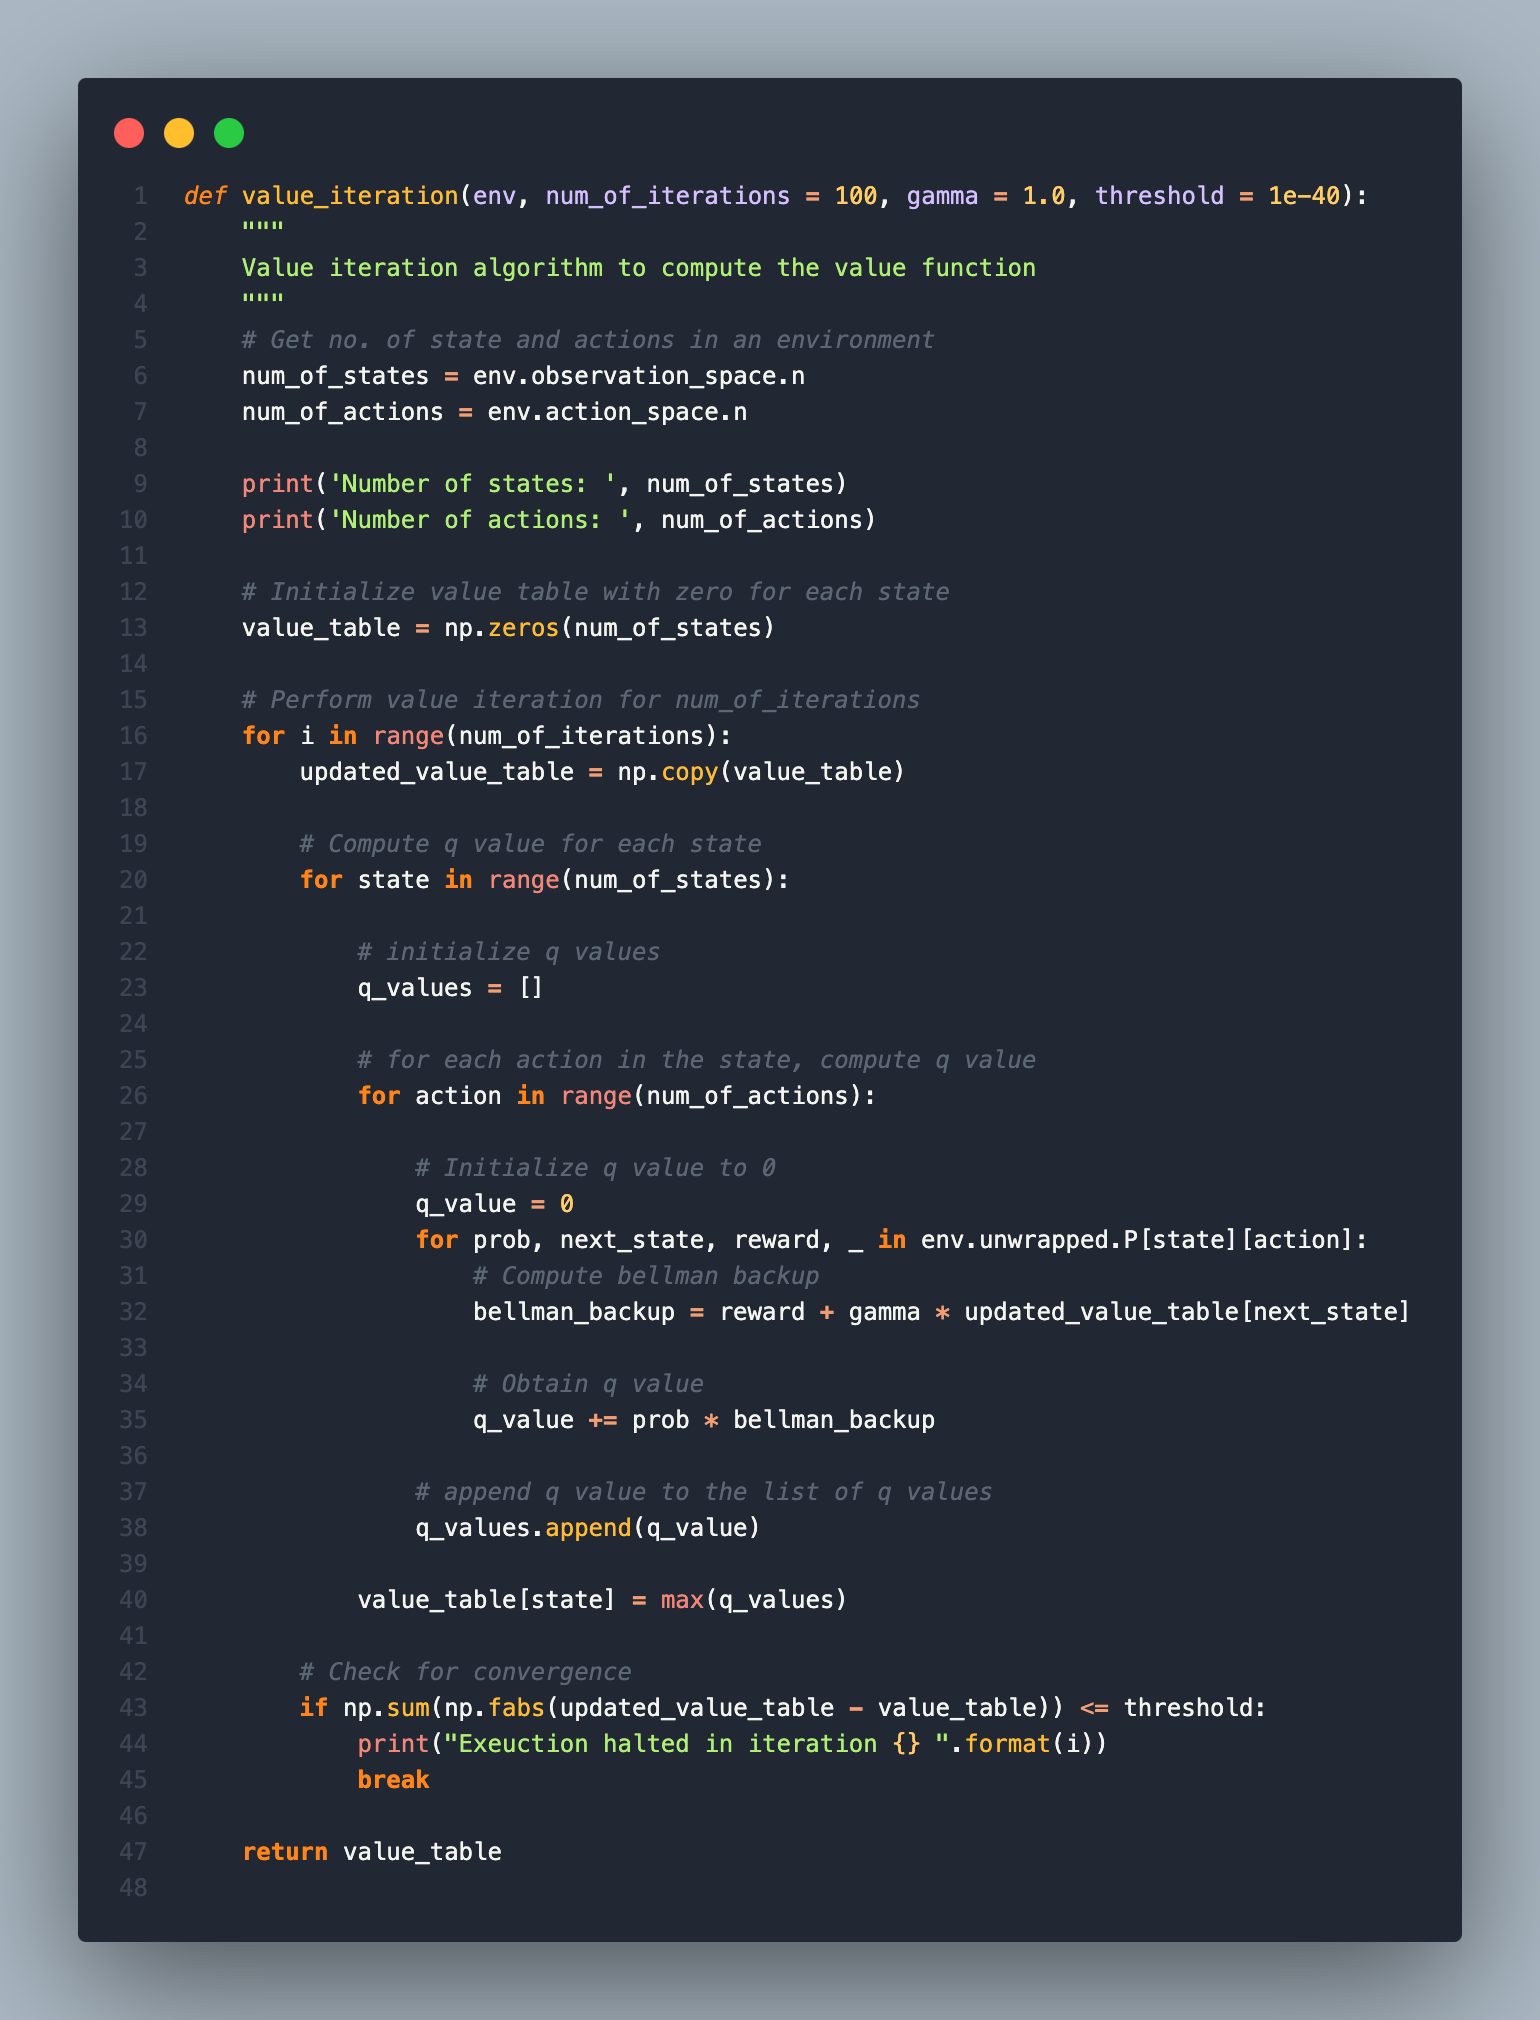 1 def value_iteration(env, num_of_iterations = 100, gamma = 1.0, threshold = 1e-40):
2     """
3     Value iteration algorithm to compute the value function
4     """
5     # Get no. of state and actions in an environment
6     num_of_states = env.observation_space.n
7     num_of_actions = env.action_space.n
8
9     print('Number of states: ', num_of_states)
10     print('Number of actions: ', num_of_actions)
11
12     # Initialize value table with zero for each state
13     value_table = np.zeros(num_of_states)
14
15     # Perform value iteration for num_of_iterations
16     for i in range(num_of_iterations):
17         updated_value_table = np.copy(value_table)
18
19         # Compute q value for each state
20         for state in range(num_of_states):
21
22             # initialize q values
23             q_values = []
24
25             # for each action in the state, compute q value
26             for action in range(num_of_actions):
27
28                 # Initialize q value to 0
29                 q_value = 0
30                 for prob, next_state, reward, _ in env.unwrapped.P[state][action]:
31                     # Compute bellman backup
32                     bellman_backup = reward + gamma * updated_value_table[next_state]
33
34                     # Obtain q value
35                     q_value += prob * bellman_backup
36
37                 # append q value to the list of q values
38                 q_values.append(q_value)
39
40             value_table[state] = max(q_values)
41
42         # Check for convergence
43         if np.sum(np.fabs(updated_value_table - value_table)) <= threshold:
44             print("Exeuction halted in iteration {} ".format(i))
45             break
46
47     return value_table
48